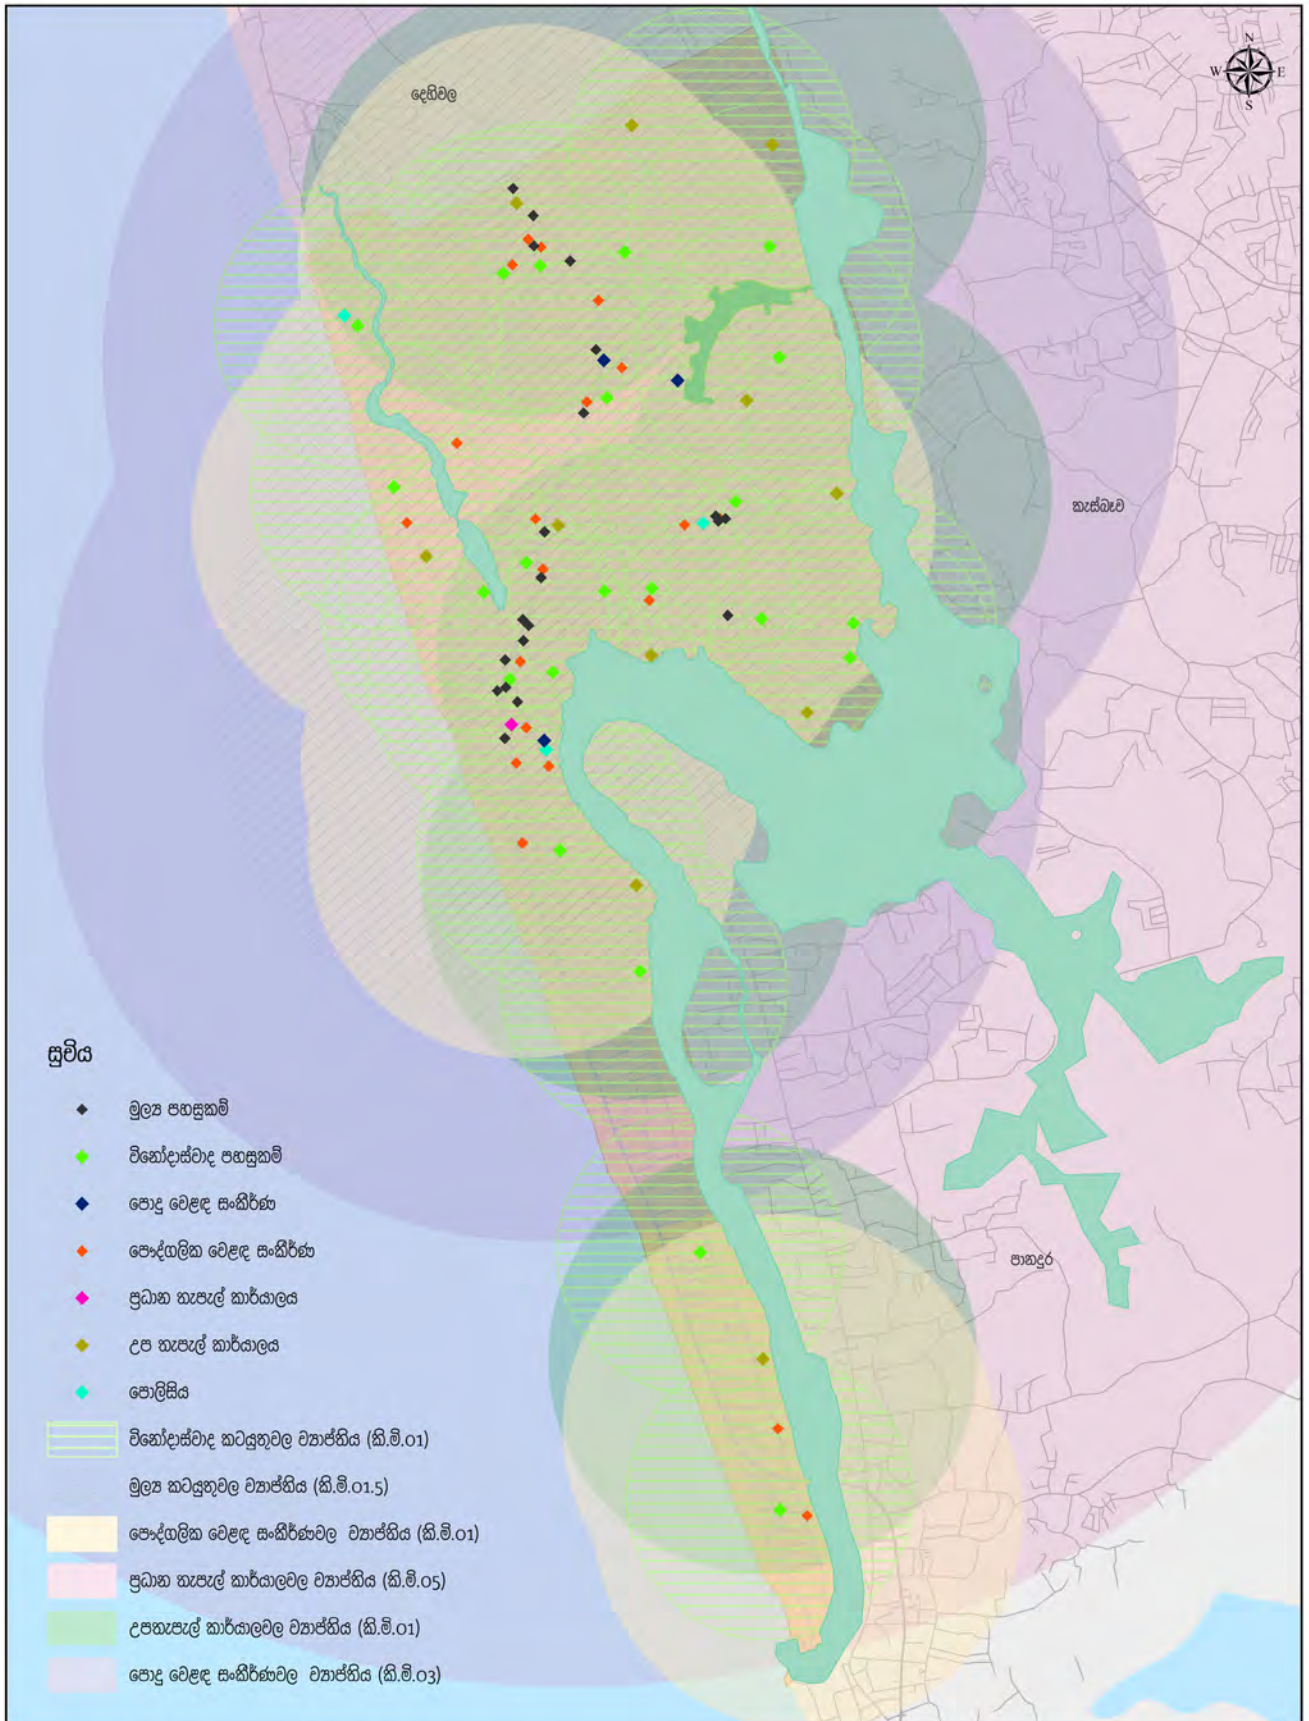 N
W E
S
දෙහිවල
කැස්බෑව
පානදුර
සූචිය
මූල්‍ය පහසුකම්
විනෝදාස්වාද පහසුකම්
පොදු වෙළඳ සංකීර්ණ
පෞද්ගලික වෙළඳ සංකීර්ණ
ප්‍රධාන තැපැල් කාර්යාලය
උප තැපැල් කාර්යාලය
පොලිසිය
විනෝදාස්වාද කටයුතුවල ව්‍යාප්තිය (කි.මි.01)
මූල්‍ය කටයුතුවල ව්‍යාප්තිය (කි.මි.01.5)
පෞද්ගලික වෙළඳ සංකීර්ණවල ව්‍යාප්තිය (කි.මි.01)
ප්‍රධාන තැපැල් කාර්යාලවල ව්‍යාප්තිය (කි.මි.05)
උපතැපැල් කාර්යාලවල ව්‍යාප්තිය (කි.මි.01)
පොදු වෙළඳ සංකීර්ණවල ව්‍යාප්තිය (කි.මි.03)